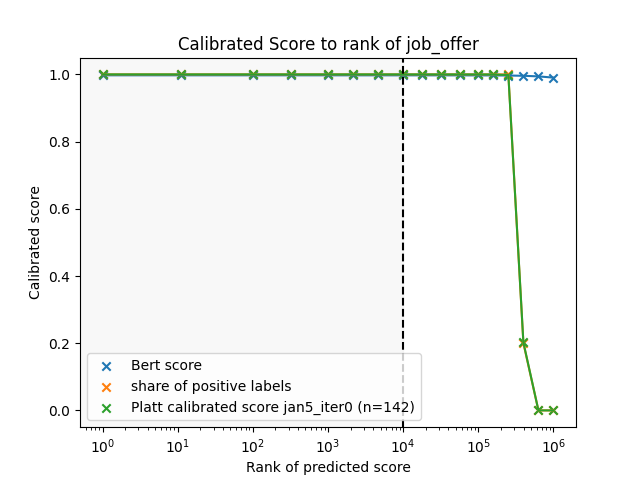 Calibrated Score to rank of job_offer
Calibrated score
1.0
0.8
0.6
0.4
0.2
0.0
Bert score
share of positive labels
Platt calibrated score jan5_iter0 (n=142)
10⁰ 10¹ 10² 10³ 10⁴ 10⁵ 10⁶
Rank of predicted score